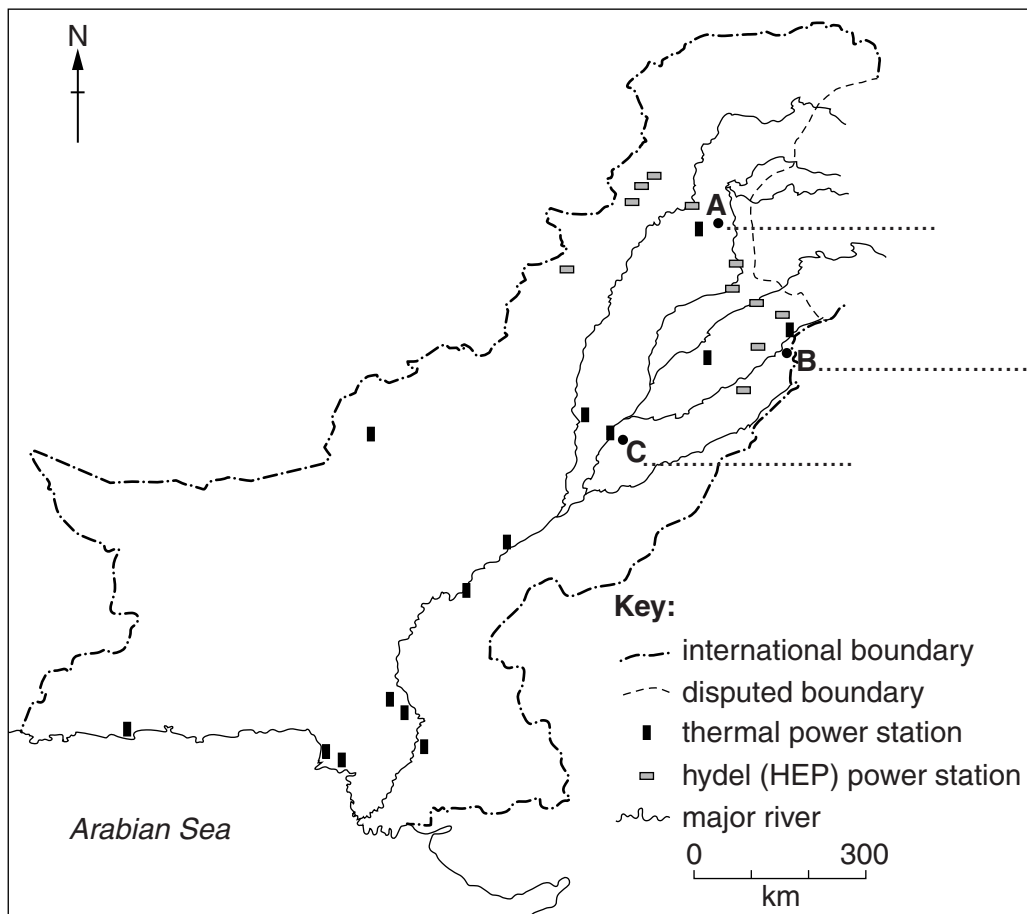 N
A
B
C
Key:
international boundary
disputed boundary
thermal power station
hydel (HEP) power station
major river
Arabian Sea
0 300
km